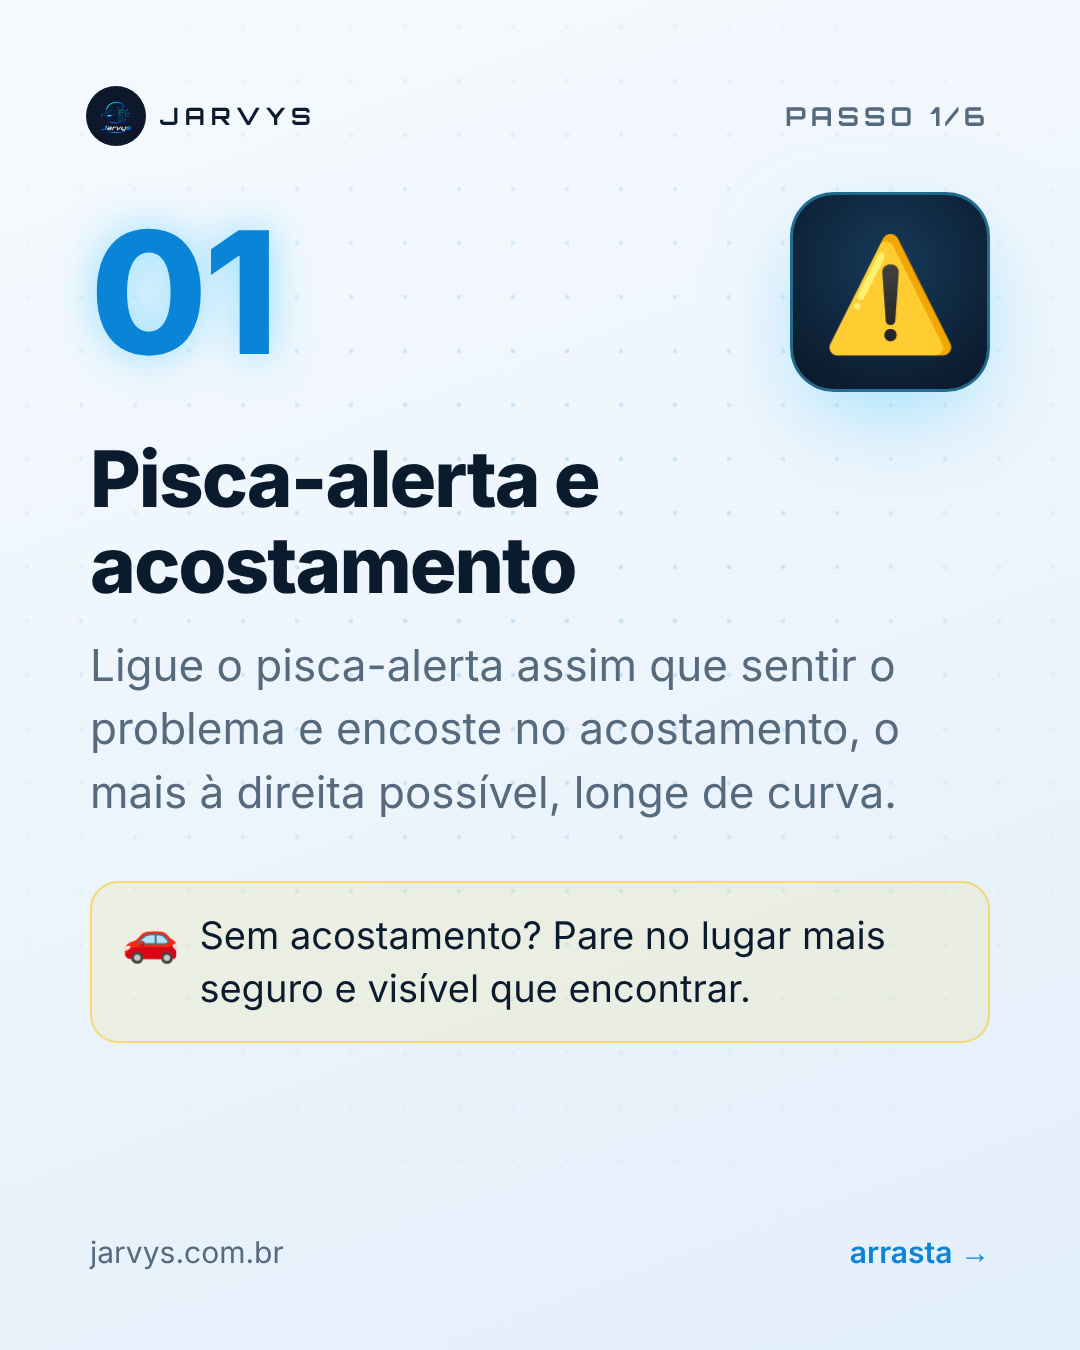 Jarvys
JARVYS
PASSO 1/6
01
Pisca-alerta e
acostamento
Ligue o pisca-alerta assim que sentir o
problema e encoste no acostamento, o
mais à direita possível, longe de curva.
Sem acostamento? Pare no lugar mais
seguro e visível que encontrar.
jarvys.com.br
arrasta →